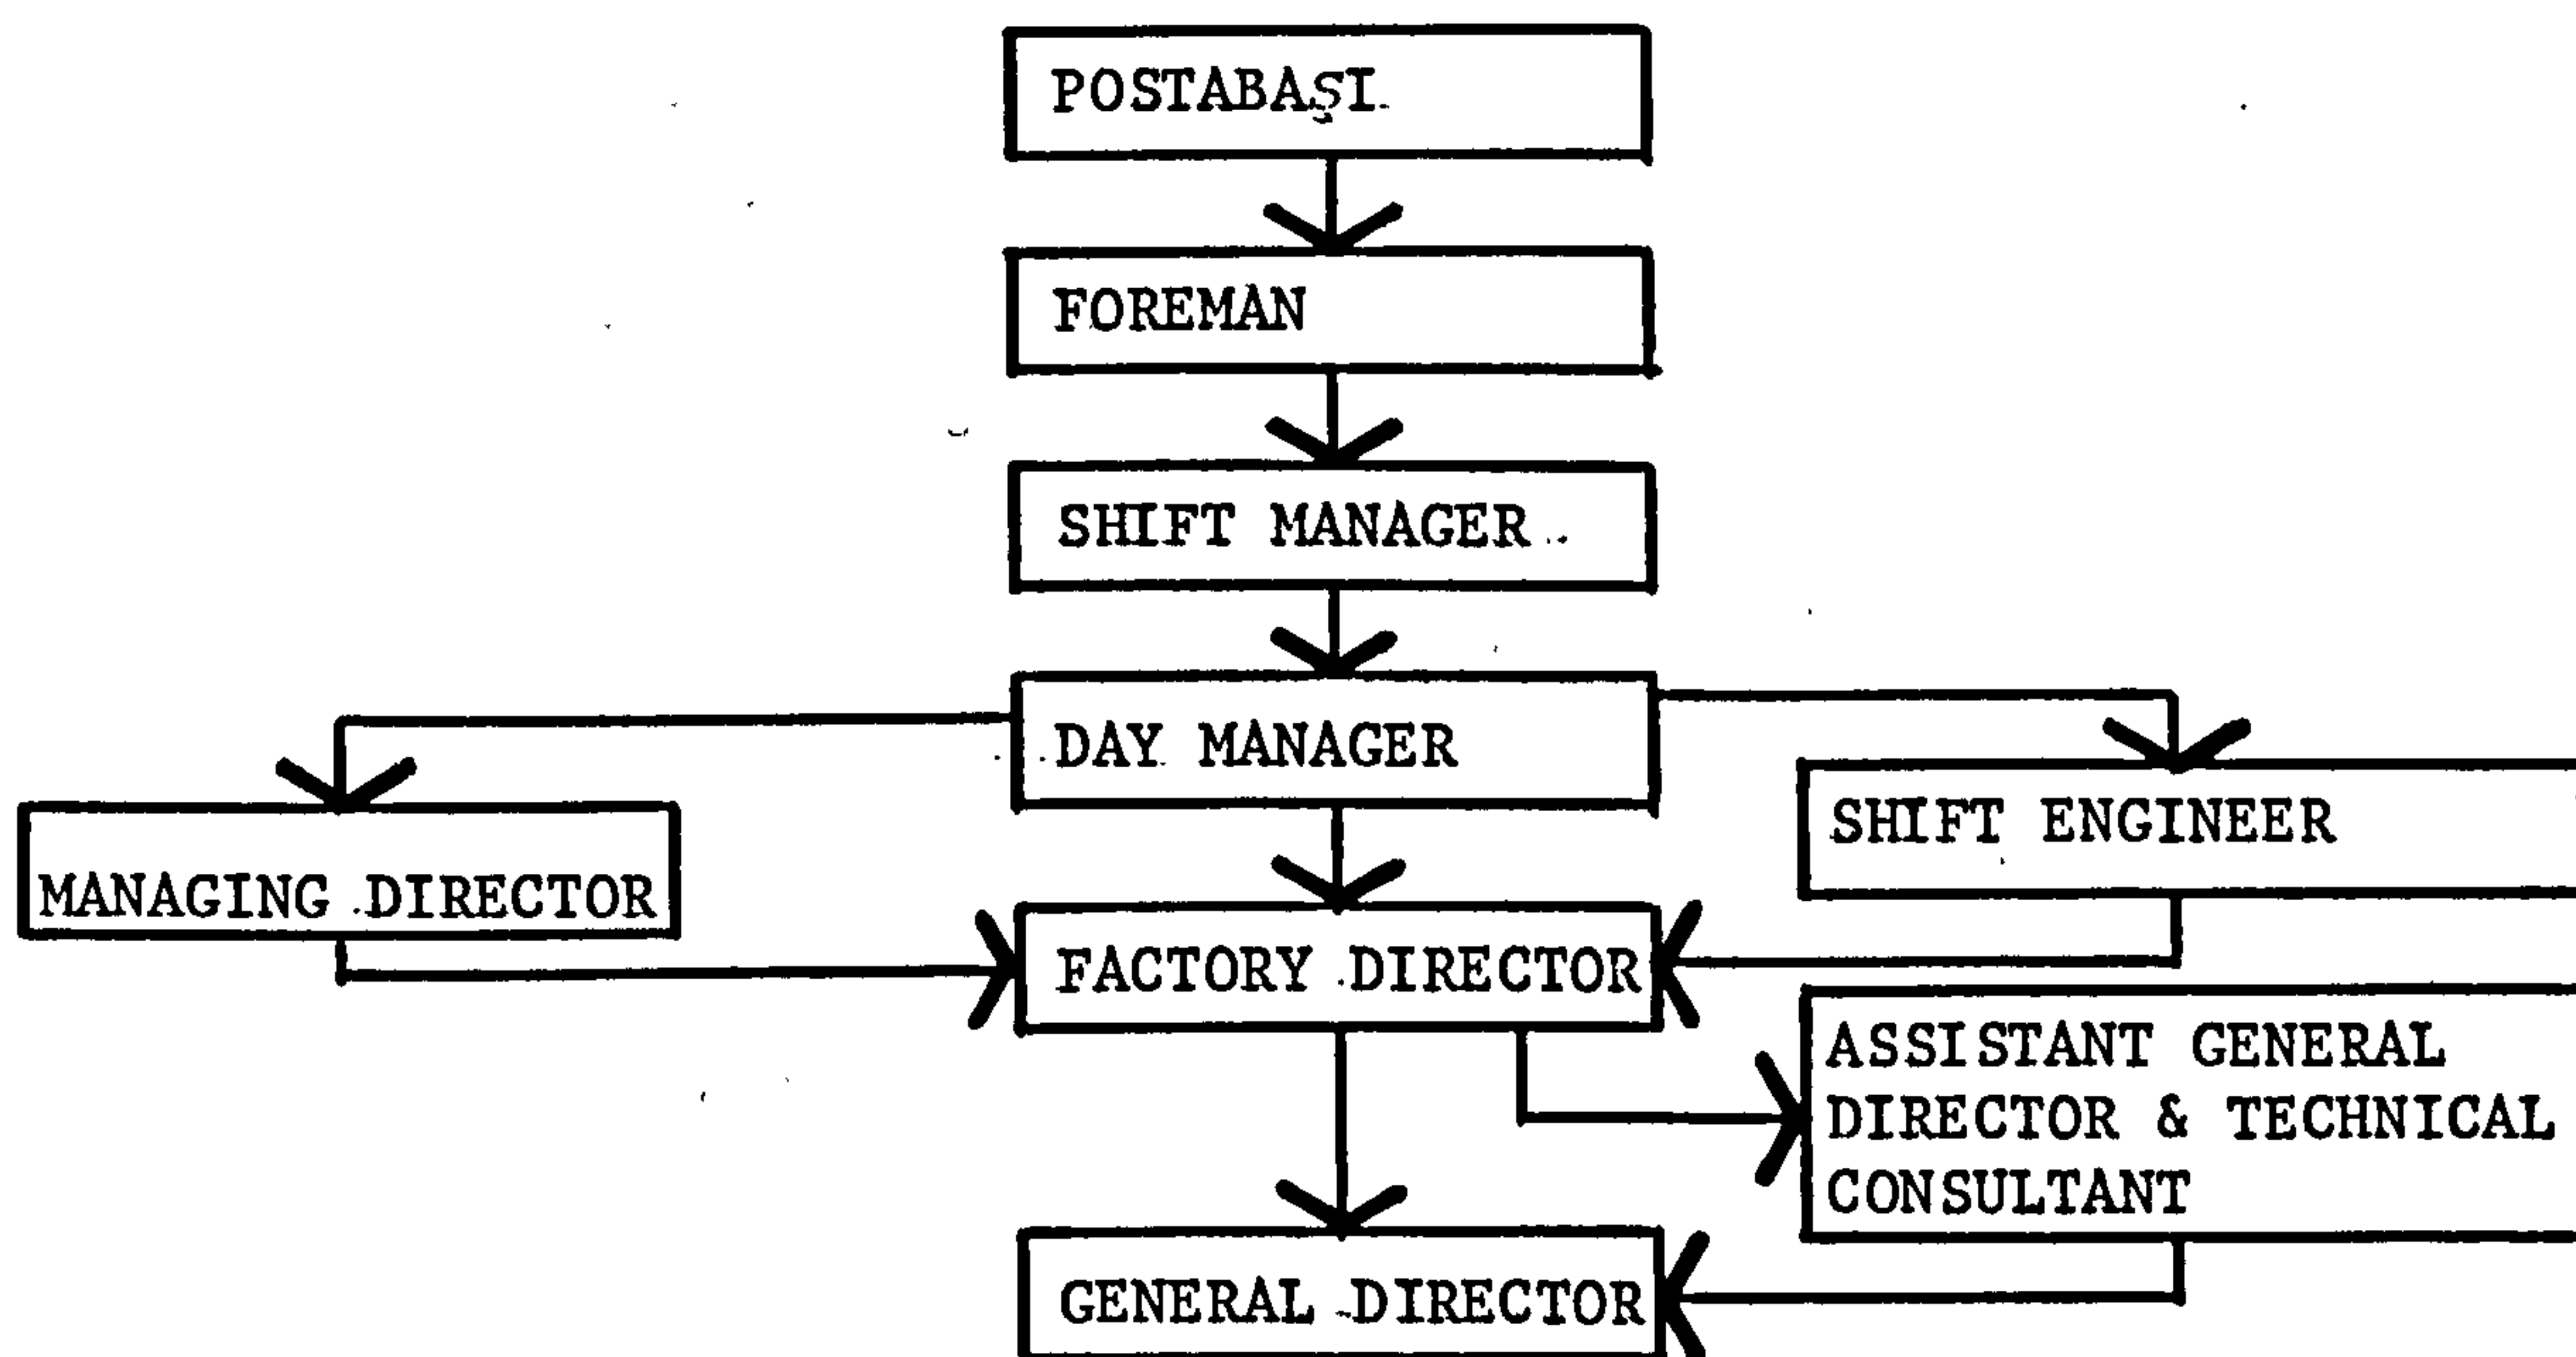 POSTABAŞI
FOREMAN
SHIFT MANAGER
DAY MANAGER
MANAGING DIRECTOR
SHIFT ENGINEER
FACTORY DIRECTOR
ASSISTANT GENERAL
DIRECTOR & TECHNICAL
CONSULTANT
GENERAL DIRECTOR